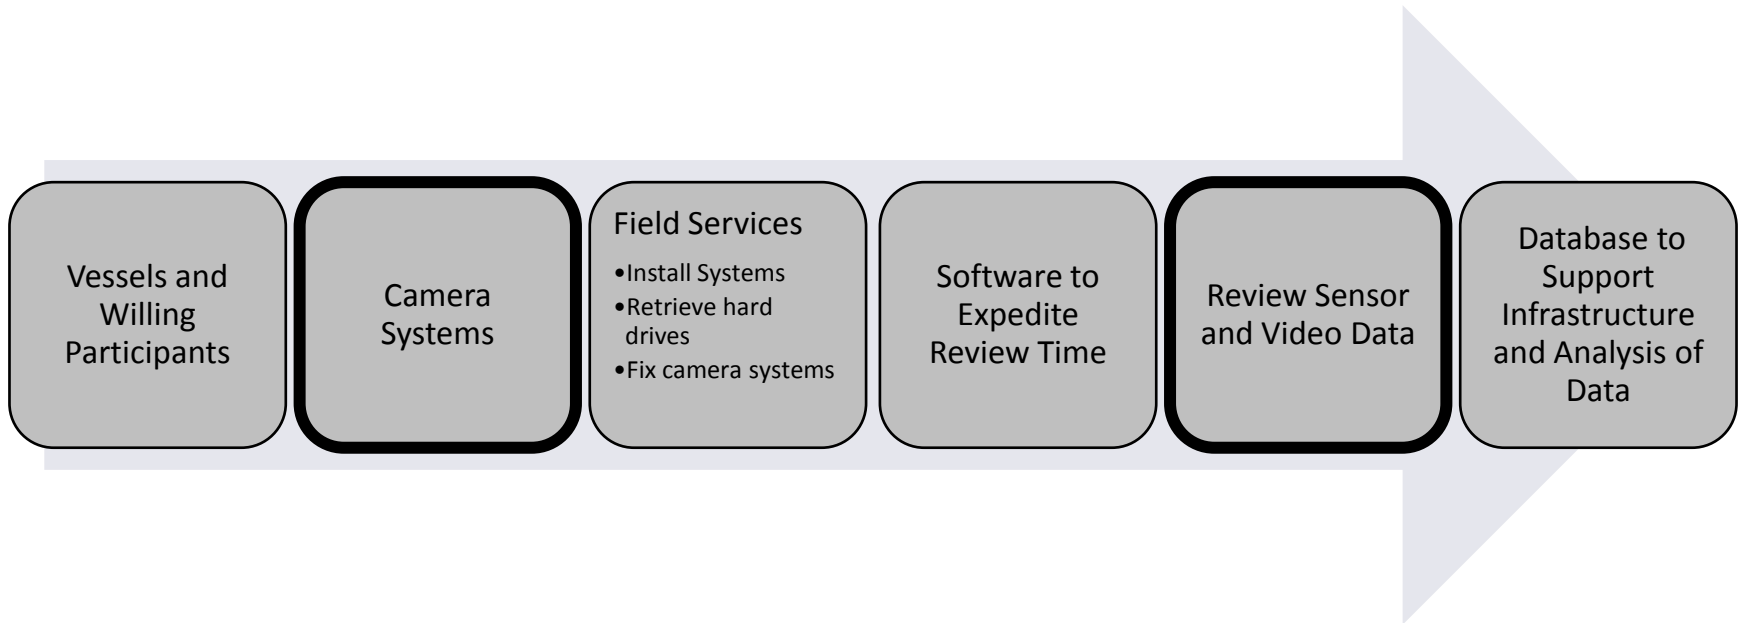 Vessels and
Willing
Participants
Camera
Systems
Field Services
•Install Systems
•Retrieve hard
drives
•Fix camera systems
Software to
Expedite
Review Time
Review Sensor
and Video Data
Database to
Support
Infrastructure
and Analysis of
Data